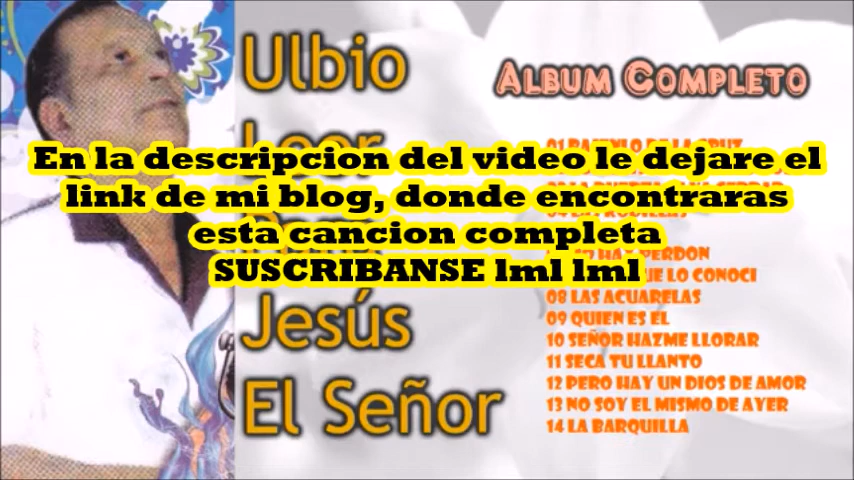 Ulbio
Jesús
El Señor
ALBUM COMPLETO
En la descripcion del video le dejare el
link de mi blog, donde encontraras
esta cancion completa
SUSCRIBANSE lml lml
PERDON
LO CONOCI
08 LAS ACUARELAS
09 QUIEN ES EL
10 SEÑOR HAZME LLORAR
11 SECA TU LLANTO
12 PERO HAY UN DIOS DE AMOR
13 NO SOY EL MISMO DE AYER
14 LA BARQUILLA